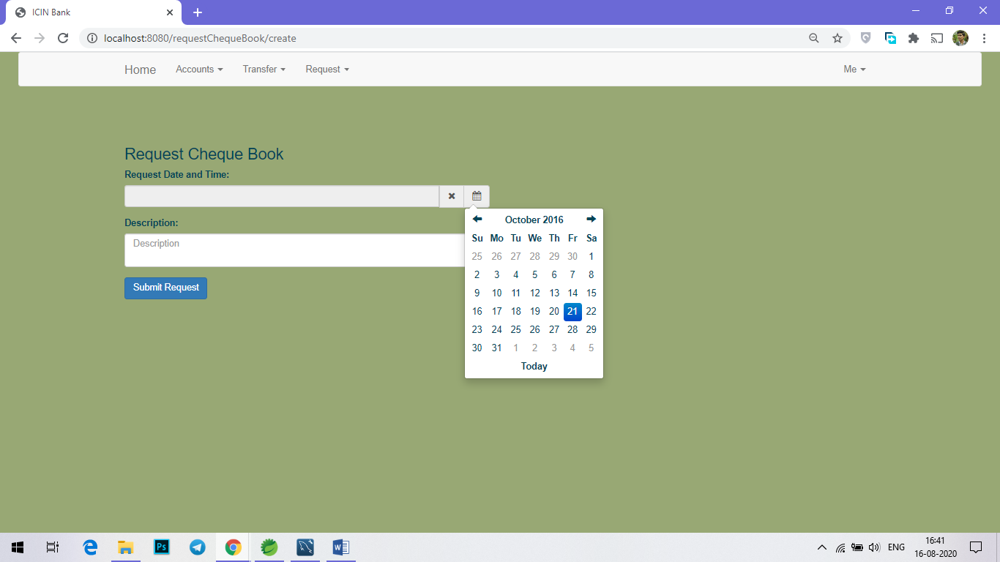 ICIN Bank
localhost:8080/requestChequeBook/create
Home Accounts Transfer Request Me
Request Cheque Book
Request Date and Time:
Description:
Description
Submit Request
October 2016
Su Mo Tu We Th Fr Sa
25 26 27 28 29 30 1
2 3 4 5 6 7 8
9 10 11 12 13 14 15
16 17 18 19 20 21 22
23 24 25 26 27 28 29
30 31 1 2 3 4 5
Today
Ps
W
ENG
16:41
16-08-2020